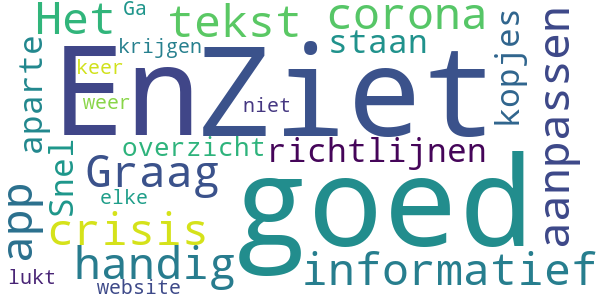 Het
Ga
tekst
corona
krijgen
staan
EnZiet
keer
weer
niet
aparte
kopjes
aanpassen
overzicht
richtlijnen
Snel
Graag
goed
elke
app
crisis
handig
informatief
lukt
website